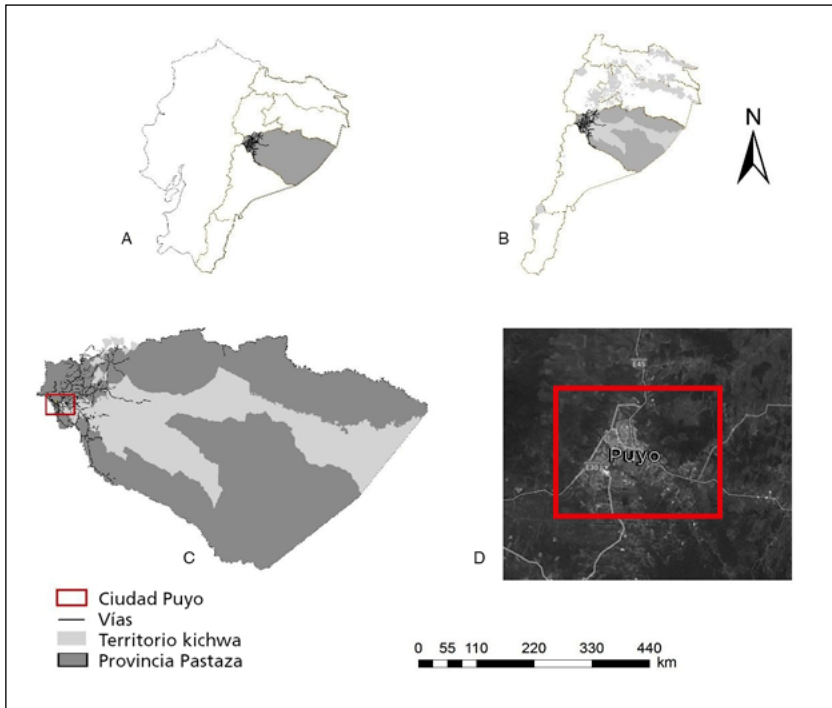 A
B
N
C
D
E45
Puyo
E30
Ciudad Puyo
Vías
Territorio kichwa
Provincia Pastaza
0 55 110 220 330 440
km